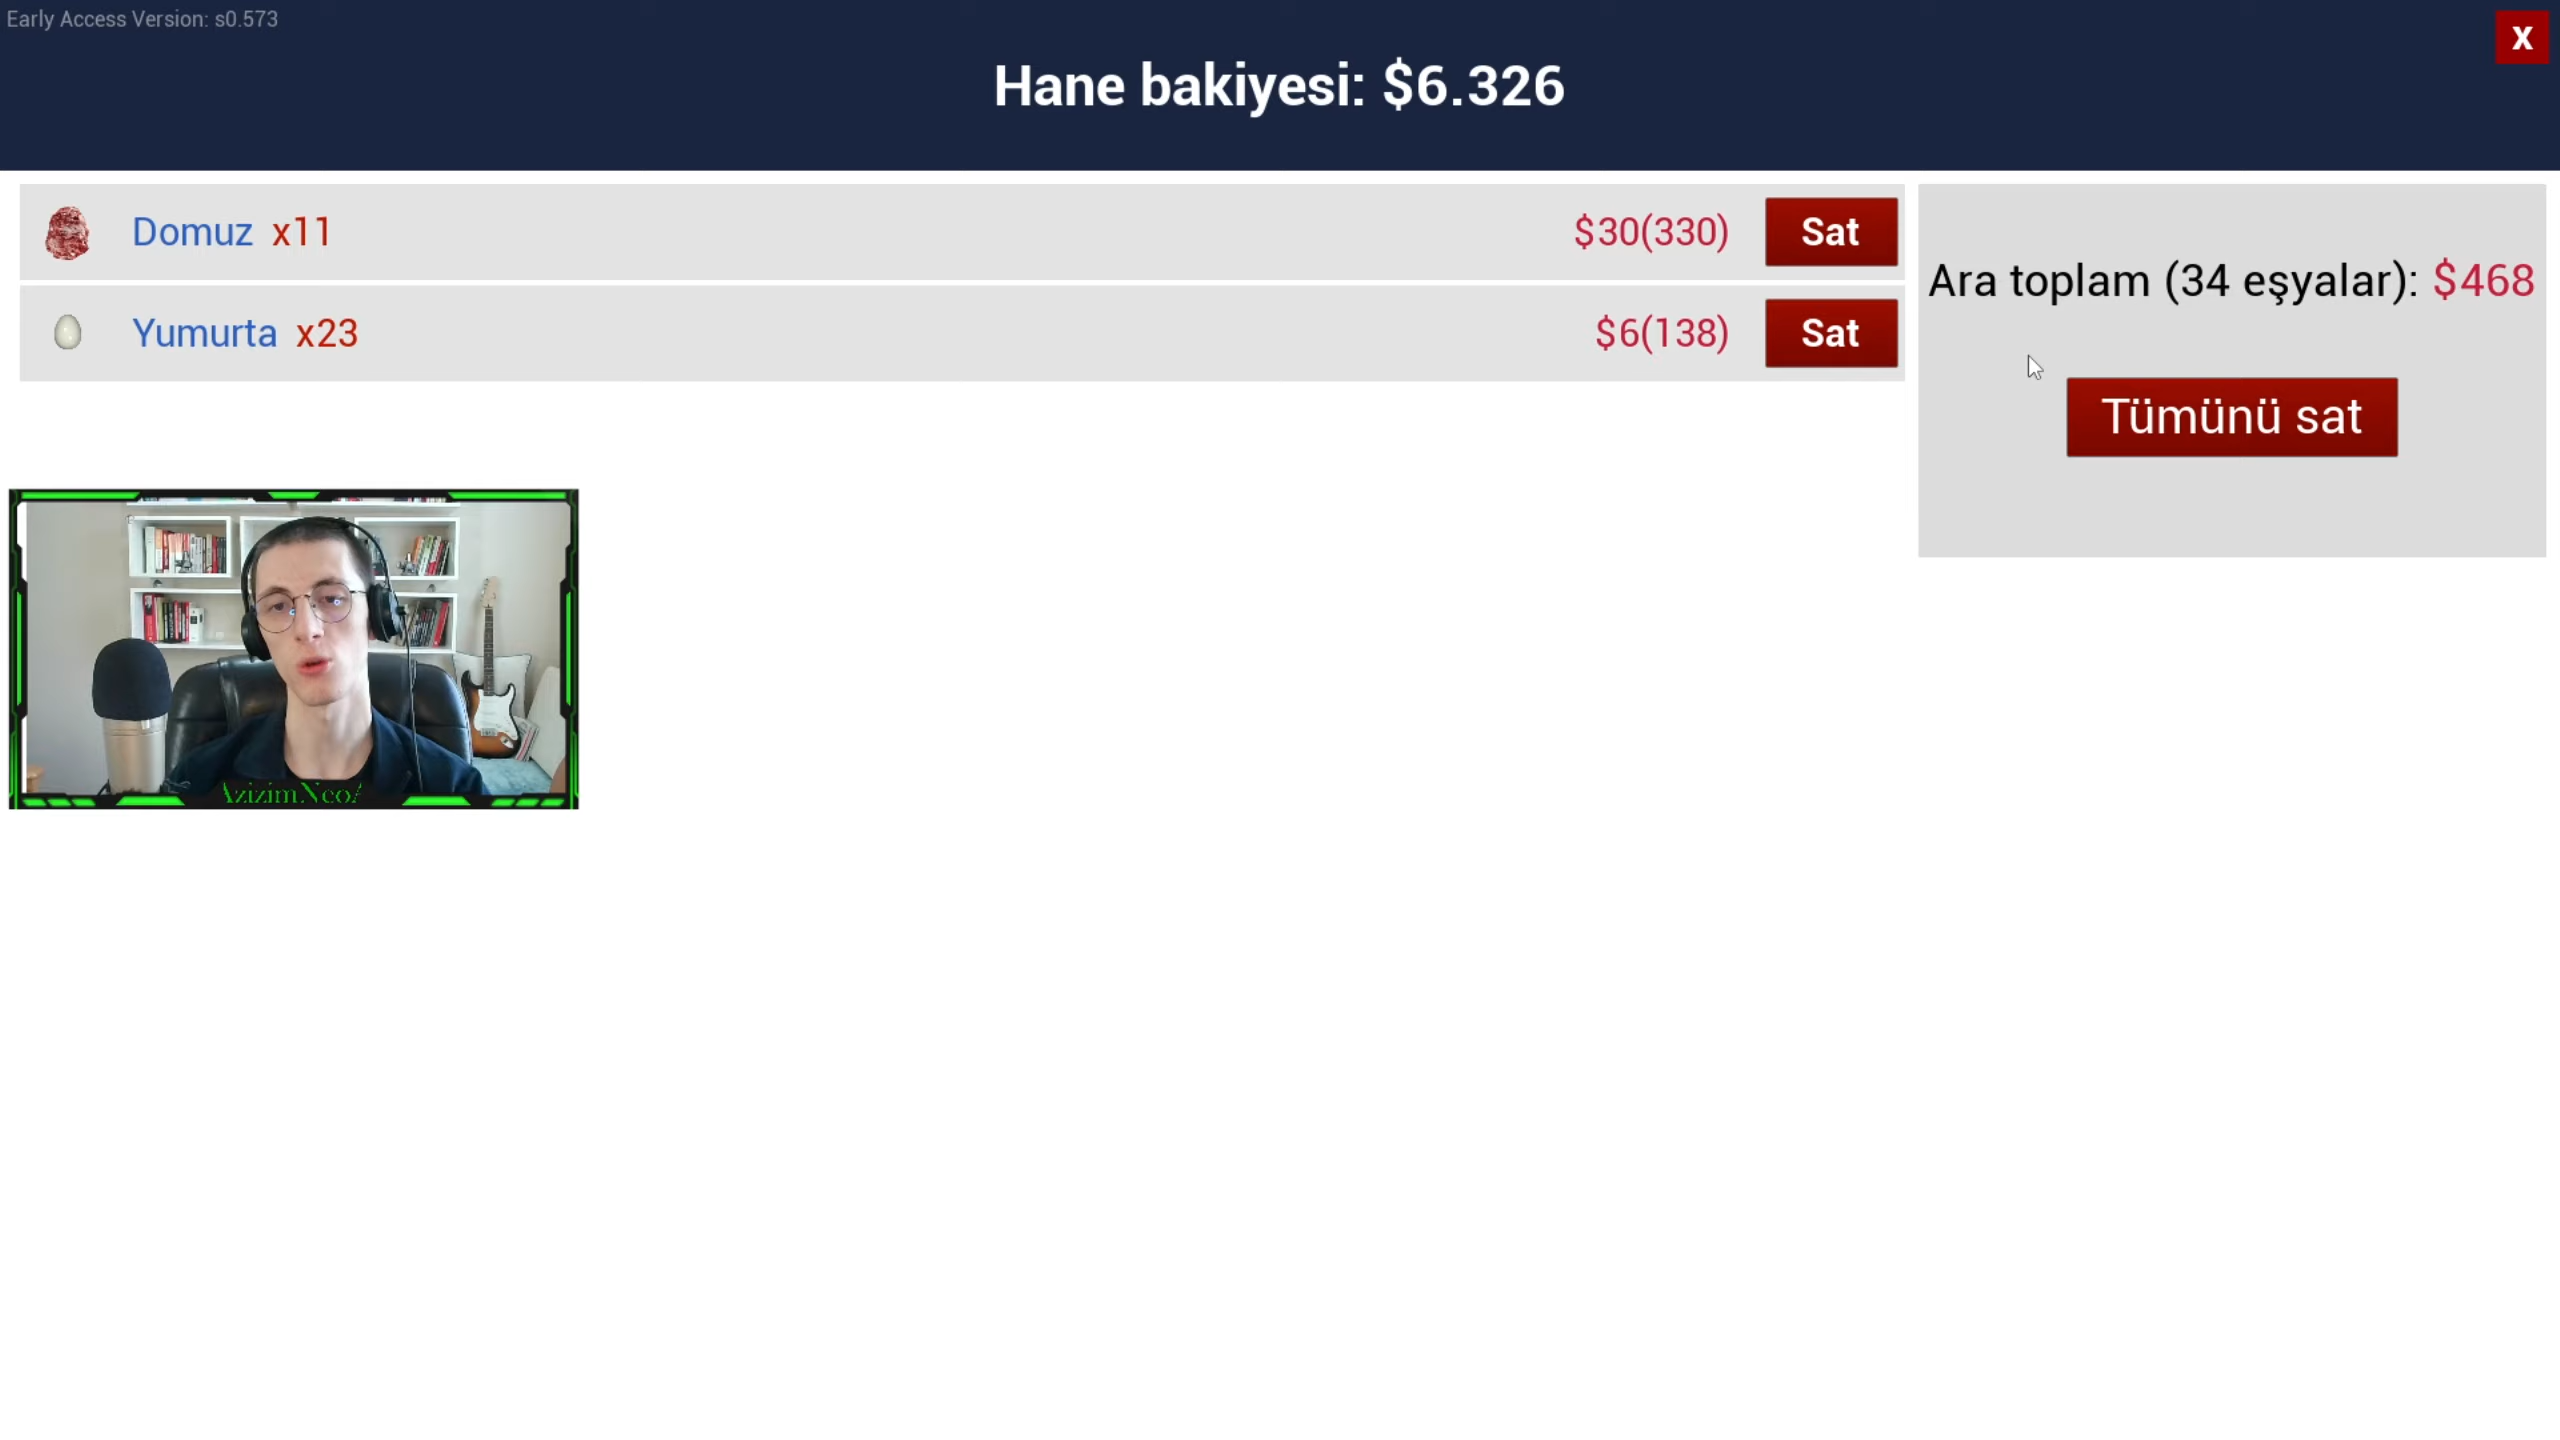 Early Access Version: s0.573
X
Hane bakiyesi: $6.326
Domuz x11 $30(330) Sat
Yumurta x23 $6(138) Sat
Ara toplam (34 eşyalar): $468
Tümünü sat